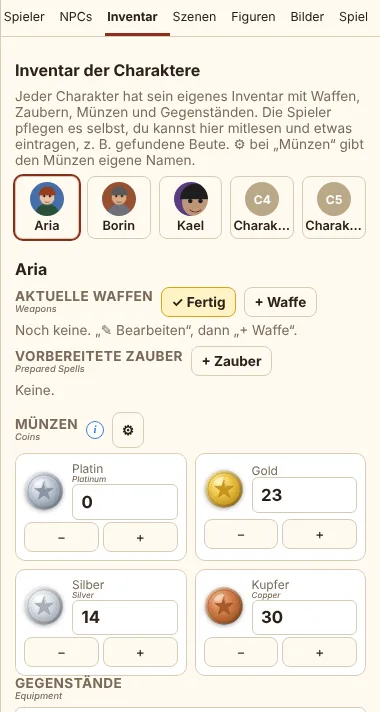 Spieler NPCs Inventar Szenen Figuren Bilder Spiel
Inventar der Charaktere
Jeder Charakter hat sein eigenes Inventar mit Waffen,
Zaubern, Münzen und Gegenständen. Die Spieler
pflegen es selbst, du kannst hier mitlesen und etwas
eintragen, z. B. gefundene Beute. ⚙ bei „Münzen“ gibt
den Münzen eigene Namen.
C4 C5
Aria Borin Kael Charak... Charak...
Aria
AKTUELLE WAFFEN ✓ Fertig + Waffe
Weapons
Noch keine. „✎ Bearbeiten“, dann „+ Waffe“.
VORBEREITETE ZAUBER + Zauber
Prepared Spells
Keine.
MÜNZEN i ⚙
Coins
Platin
Platinum
0
− +
Gold
23
− +
Silber
Silver
14
− +
Kupfer
Copper
30
− +
GEGENSTÄNDE
Equipment